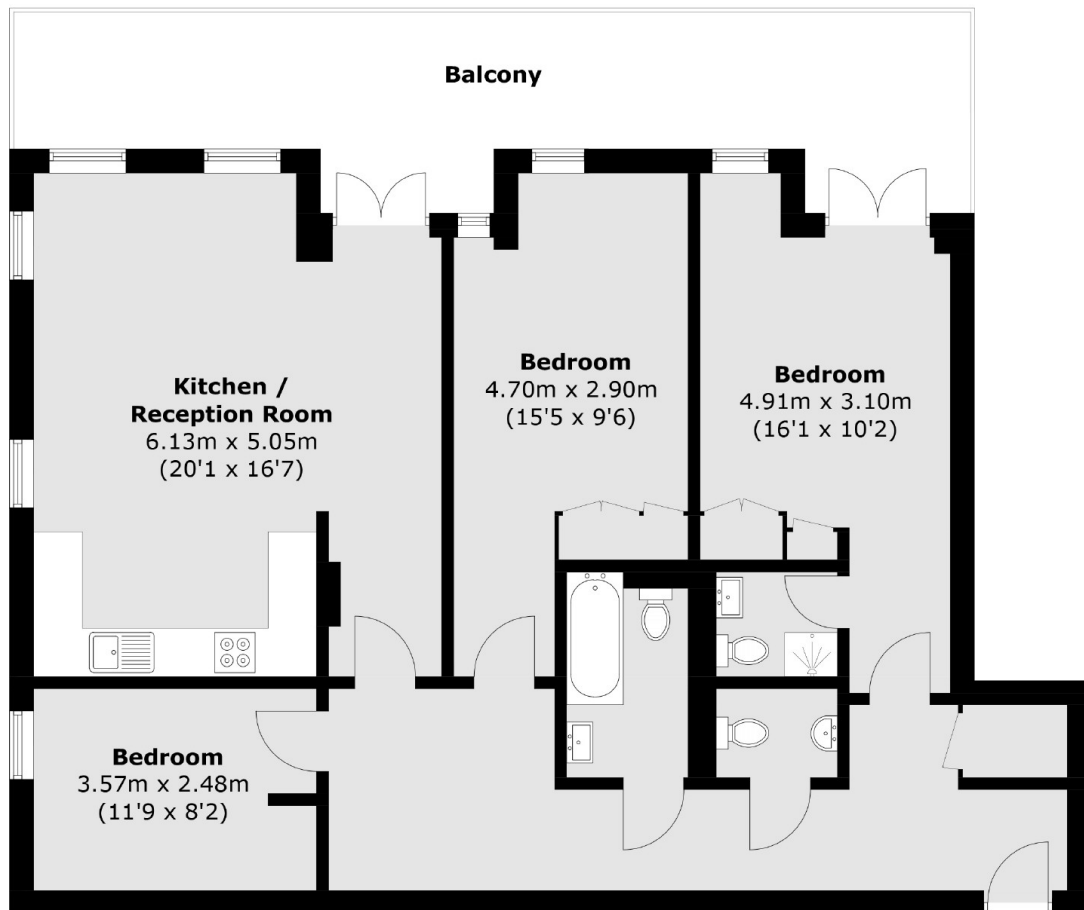 Balcony
Kitchen /
Reception Room
6.13m x 5.05m
(20'1 x 16'7)
Bedroom
4.70m x 2.90m
(15'5 x 9'6)
Bedroom
4.91m x 3.10m
(16'1 x 10'2)
Bedroom
3.57m x 2.48m
(11'9 x 8'2)